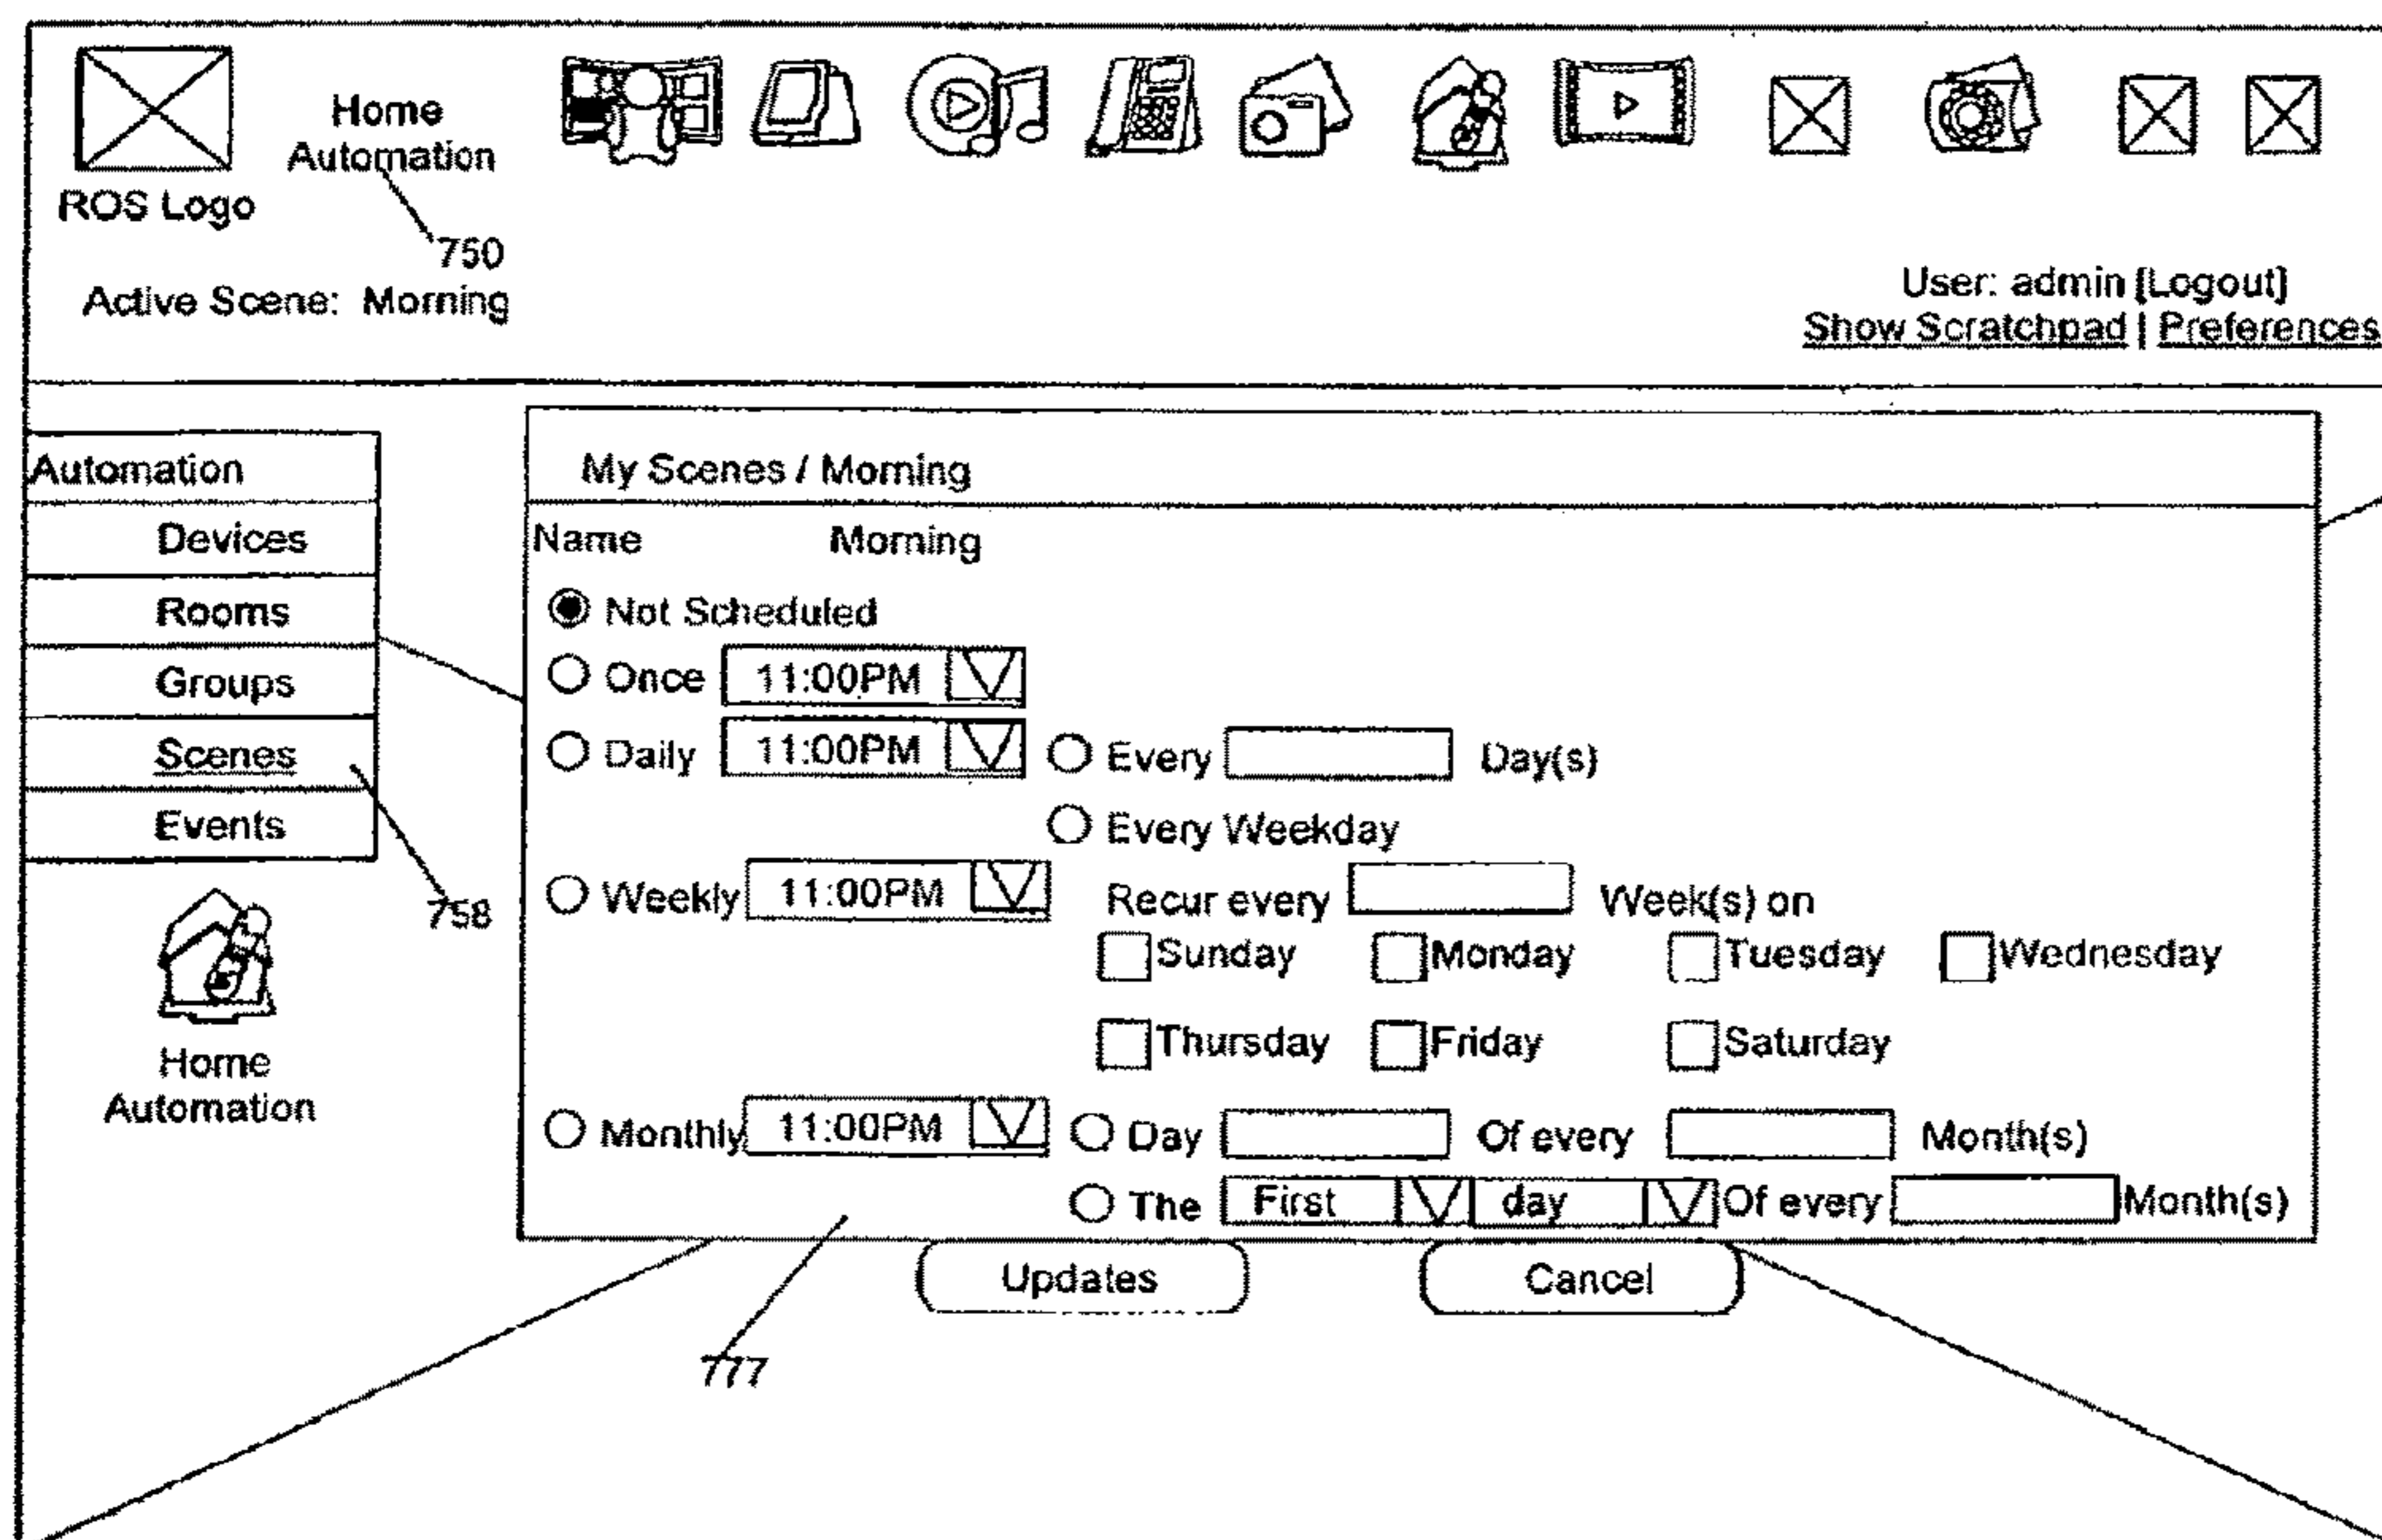 Home
Automation
ROS Logo
750
Active Scene: Morning
User: admin [Logout]
Show Scratchpad | Preferences
Automation
Devices
Rooms
Groups
Scenes
Events
758
Home
Automation
My Scenes / Morning
Name Morning
Not Scheduled
Once 11:00PM
Daily 11:00PM Every Day(s)
Every Weekday
Weekly 11:00PM Recur every Week(s) on
Sunday Monday Tuesday Wednesday
Thursday Friday Saturday
Monthly 11:00PM Day Of every Month(s)
The First day Of every Month(s)
Updates Cancel
777